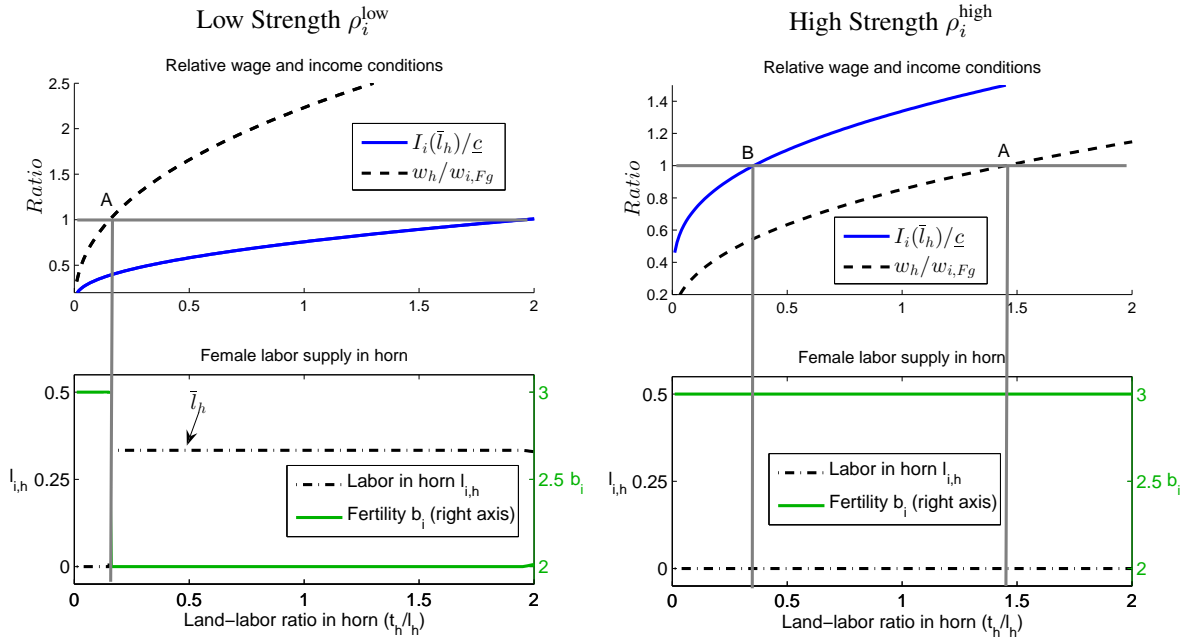 Low Strength ρ_i^low
Relative wage and income conditions
2.5
2
1.5
1
0.5
Ratio
A
I_i(l̄_h)/c̲
w_h/w_{i,Fg}
0 0.5 1 1.5 2
Female labor supply in horn
0.5
0.25
0
l_{i,h}
l̄_h
3
2.5 b_i
2
Labor in horn l_{i,h}
Fertility b_i (right axis)
0 0.5 1 1.5 2
Land−labor ratio in horn (t_h/l_h)
High Strength ρ_i^high
Relative wage and income conditions
1.4
1.2
1
0.8
0.6
0.4
0.2
Ratio
B
A
I_i(l̄_h)/c̲
w_h/w_{i,Fg}
0 0.5 1 1.5 2
Female labor supply in horn
0.5
0.25
0
l_{i,h}
3
2.5 b_i
2
Labor in horn l_{i,h}
Fertility b_i (right axis)
0 0.5 1 1.5 2
Land−labor ratio in horn (t_h/l_h)